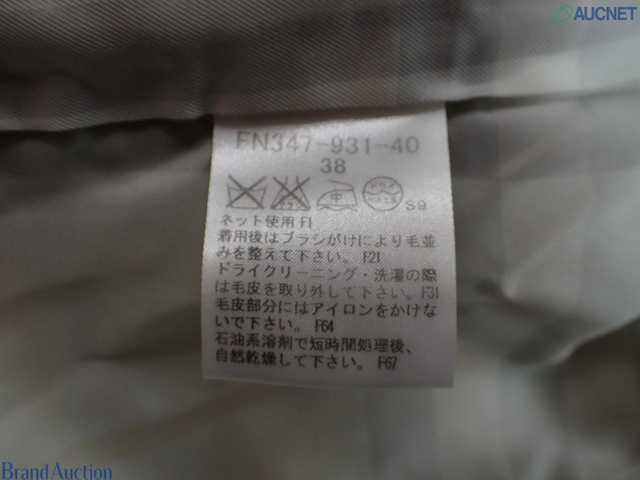 AUCNET
FN347-931-40
38
中
ドライ
S9
ネット使用 F1
着用後はブラシがけにより毛並
みを整えて下さい。 F21
ドライクリーニング・洗濯の際
は毛皮を取り外して下さい。F31
毛皮部分にはアイロンをかけな
いで下さい。 F64
石油系溶剤で短時間処理後、
自然乾燥して下さい。 F67
Brand Auction